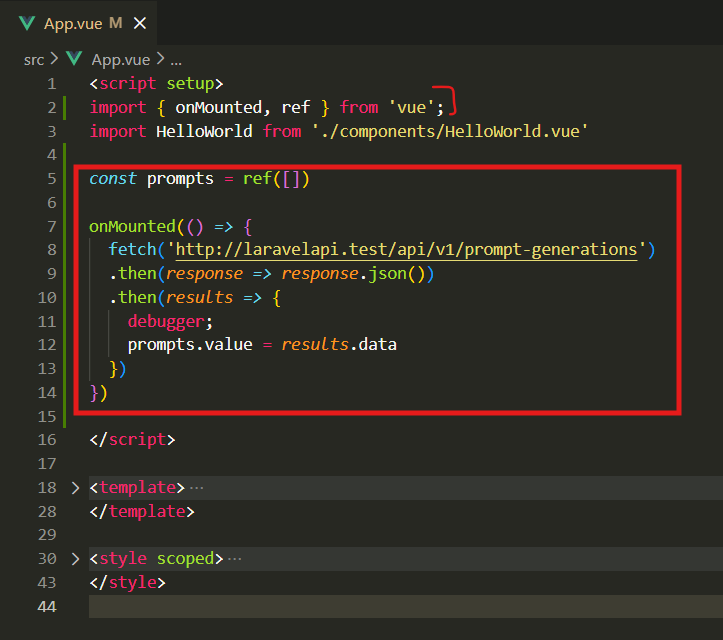 App.vue M
src > App.vue > ...
1 <script setup>
2 import { onMounted, ref } from 'vue';
3 import HelloWorld from './components/HelloWorld.vue'
4
5 const prompts = ref([])
6
7 onMounted(() => {
8   fetch('http://laravelapi.test/api/v1/prompt-generations')
9   .then(response => response.json())
10   .then(results => {
11     debugger;
12     prompts.value = results.data
13   })
14 })
15
16 </script>
17
18 > <template>...
28 </template>
29
30 > <style scoped>...
43 </style>
44